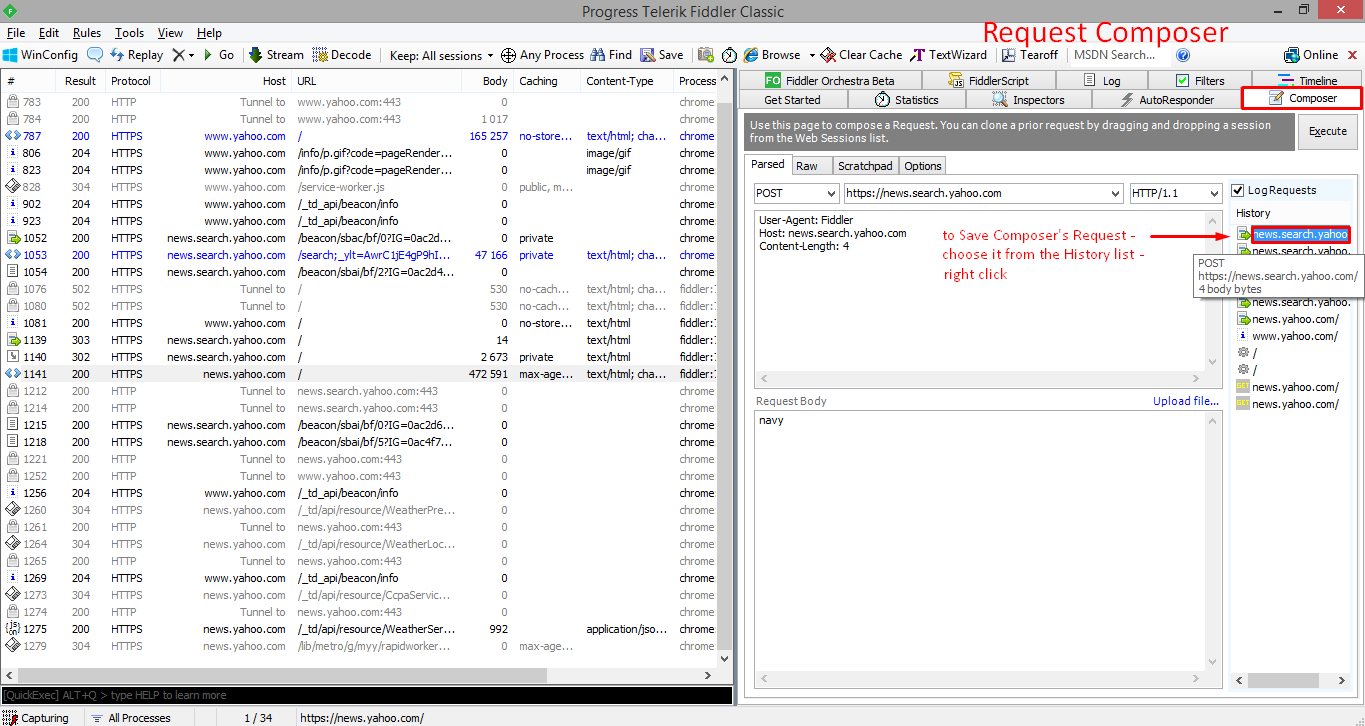 Progress Telerik Fiddler Classic
File Edit Rules Tools View Help
Request Composer
WinConfig Replay Go Stream Decode Keep: All sessions Any Process Find Save Browse Clear Cache TextWizard Tearoff MSDN Search... Online
# Result Protocol Host URL Body Caching Content-Type Process
783 200 HTTP Tunnel to www.yahoo.com:443 0 chrome:
784 200 HTTP Tunnel to www.yahoo.com:443 1 017 chrome:
787 200 HTTPS www.yahoo.com / 165 257 no-store... text/html; cha... chrome:
806 200 HTTPS www.yahoo.com /info/p.gif?code=pageRender... 0 image/gif chrome:
823 200 HTTPS www.yahoo.com /info/p.gif?code=pageRender... 0 image/gif chrome:
828 304 HTTPS www.yahoo.com /service-worker.js 0 public, m... chrome:
902 204 HTTPS www.yahoo.com /_td_api/beacon/info 0 chrome:
923 204 HTTPS www.yahoo.com /_td_api/beacon/info 0 chrome:
1052 200 HTTPS news.search.yahoo.com /beacon/sbac/bf/0?IG=0ac2d... 0 private chrome:
1053 200 HTTPS news.search.yahoo.com /search;_ylt=AwrC1jE4gP9hI... 47 166 private text/html; cha... chrome:
1054 200 HTTPS news.search.yahoo.com /beacon/sbai/bf/0?IG=0ac2d4... 0 chrome:
1076 502 HTTPS Tunnel to / 530 no-cach... text/html; cha... fiddler:
1080 502 HTTPS Tunnel to / 530 no-cach... text/html; cha... fiddler:
1081 200 HTTPS www.yahoo.com / 0 no-store... text/html fiddler:
1139 303 HTTPS news.search.yahoo.com / 14 text/html fiddler:
1140 302 HTTPS news.search.yahoo.com / 2 673 private text/html fiddler:
1141 200 HTTPS news.yahoo.com / 472 591 max-age... text/html; cha... fiddler:
1212 200 HTTP Tunnel to news.search.yahoo.com:443 0 chrome:
1214 200 HTTP Tunnel to news.search.yahoo.com:443 0 chrome:
1215 200 HTTPS news.search.yahoo.com /beacon/sbai/bf/0?IG=0ac2d6... 0 chrome:
1218 200 HTTPS news.search.yahoo.com /beacon/sbai/bf/5?IG=0ac4f7... 0 chrome:
1221 200 HTTP Tunnel to news.yahoo.com:443 0 chrome:
1252 200 HTTP Tunnel to www.yahoo.com:443 0 chrome:
1256 204 HTTPS www.yahoo.com /_td_api/beacon/info 0 chrome:
1260 304 HTTPS news.yahoo.com /_td/api/resource/WeatherPre... 0 chrome:
1261 200 HTTP Tunnel to news.yahoo.com:443 0 chrome:
1264 304 HTTPS news.yahoo.com /_td/api/resource/WeatherLoc... 0 chrome:
1265 200 HTTP Tunnel to news.yahoo.com:443 0 chrome:
1269 204 HTTPS www.yahoo.com /_td_api/beacon/info 0 chrome:
1273 304 HTTPS news.yahoo.com /_td/api/resource/CcpaServic... 0 chrome:
1274 200 HTTP Tunnel to news.yahoo.com:443 0 chrome:
1275 200 HTTPS news.yahoo.com /_td/api/resource/WeatherSer... 992 application/jso... chrome:
1279 304 HTTPS news.yahoo.com /lib/metro/g/myy/rapidworker... 0 max-age... chrome:
[QuickExec] ALT+Q > type HELP to learn more
Capturing All Processes 1 / 34 https://news.yahoo.com/
FO Fiddler Orchestra Beta FiddlerScript Log Filters Timeline
Get Started Statistics Inspectors AutoResponder Composer
Use this page to compose a Request. You can clone a prior request by dragging and dropping a session
from the Web Sessions list.
Execute
Parsed Raw Scratchpad Options
POST https://news.search.yahoo.com HTTP/1.1
Log Requests
User-Agent: Fiddler
Host: news.search.yahoo.com
Content-Length: 4
to Save Composer's Request -
choose it from the History list -
right click
Request Body Upload file...
navy
History
news.search.yahoo
news.search.yahoo.
POST
https://news.search.yahoo.com/
4 body bytes
news.search.yahoo.
news.yahoo.com/
www.yahoo.com/
/
/
news.yahoo.com/
news.yahoo.com/